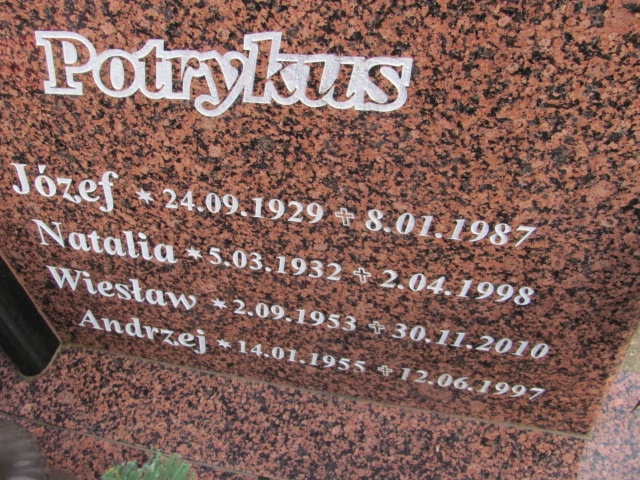 Potrykus
Józef * 24.09.1929 ✝ 8.01.1987
Natalia * 5.03.1932 ✝ 2.04.1998
Wiesław * 2.09.1953 ✝ 30.11.2010
Andrzej * 14.01.1955 ✝ 12.06.1997